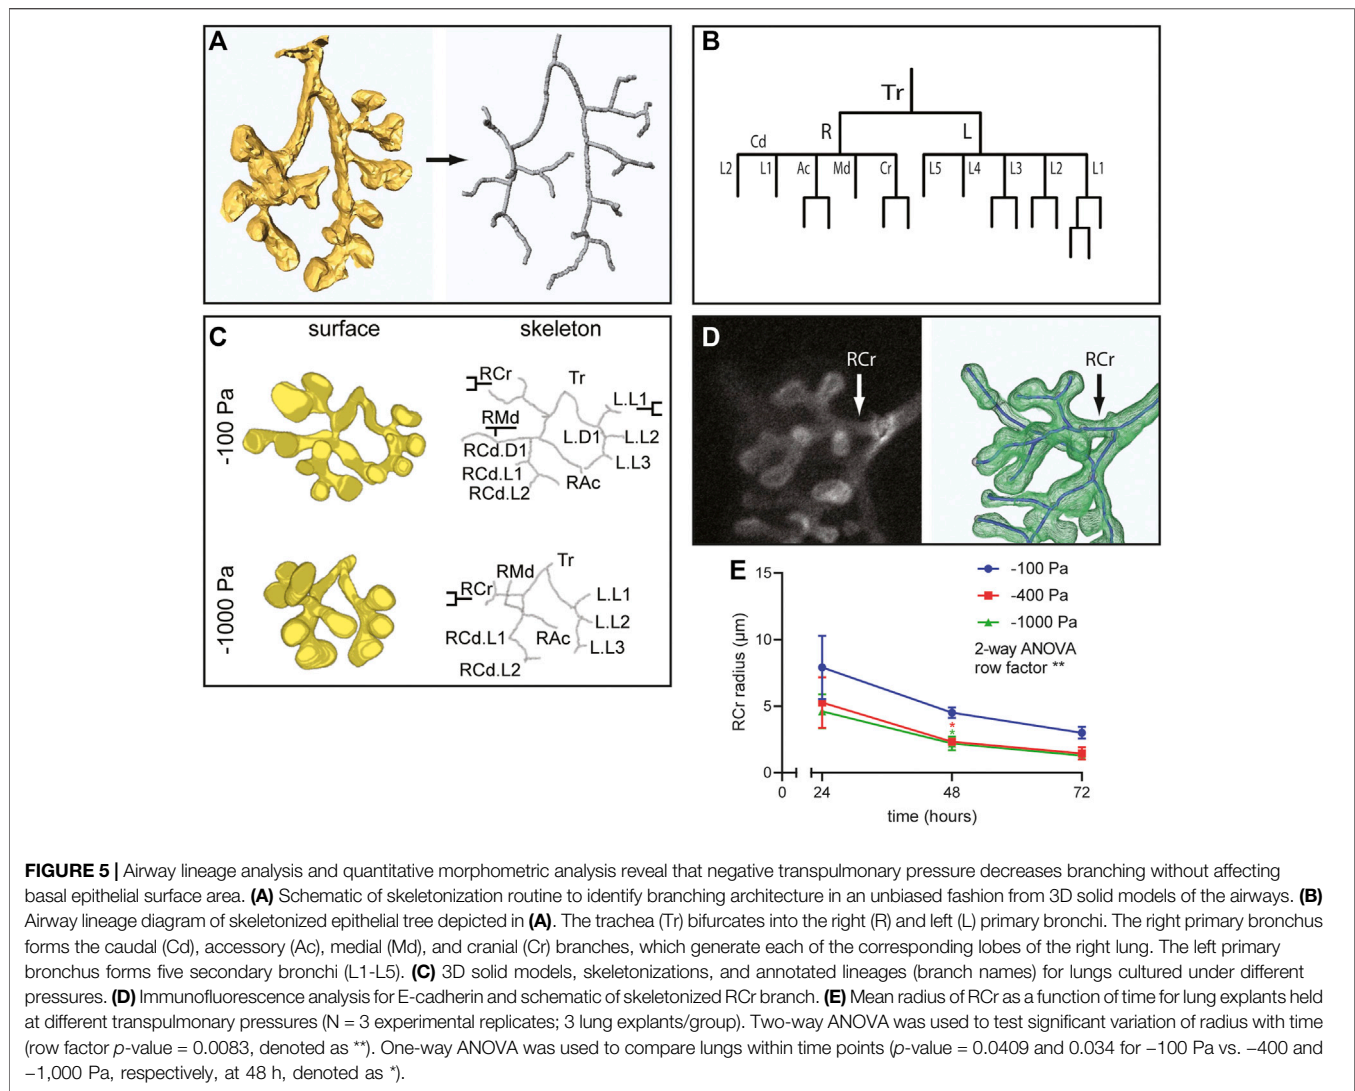 A
B
Tr
R
L
Cd
L2
L1
Ac
Md
Cr
L5
L4
L3
L2
L1
C
surface
skeleton
-100 Pa
RCr
Tr
L.L1
RMd
L.D1
L.L2
RCd.D1
L.L3
RCd.L1
RAc
RCd.L2
-1000 Pa
Tr
RMd
RCr
L.L1
L.L2
RCd.L1
RAc
L.L3
RCd.L2
D
RCr
RCr
E
-100 Pa
-400 Pa
-1000 Pa
2-way ANOVA
row factor **
RCr radius (µm)
15
10
5
0
*
*
0
24
48
72
time (hours)
FIGURE 5 | Airway lineage analysis and quantitative morphometric analysis reveal that negative transpulmonary pressure decreases branching without affecting
basal epithelial surface area. (A) Schematic of skeletonization routine to identify branching architecture in an unbiased fashion from 3D solid models of the airways. (B)
Airway lineage diagram of skeletonized epithelial tree depicted in (A). The trachea (Tr) bifurcates into the right (R) and left (L) primary bronchi. The right primary bronchus
forms the caudal (Cd), accessory (Ac), medial (Md), and cranial (Cr) branches, which generate each of the corresponding lobes of the right lung. The left primary
bronchus forms five secondary bronchi (L1-L5). (C) 3D solid models, skeletonizations, and annotated lineages (branch names) for lungs cultured under different
pressures. (D) Immunofluorescence analysis for E-cadherin and schematic of skeletonized RCr branch. (E) Mean radius of RCr as a function of time for lung explants held
at different transpulmonary pressures (N = 3 experimental replicates; 3 lung explants/group). Two-way ANOVA was used to test significant variation of radius with time
(row factor p-value = 0.0083, denoted as **). One-way ANOVA was used to compare lungs within time points (p-value = 0.0409 and 0.034 for −100 Pa vs. −400 and
−1,000 Pa, respectively, at 48 h, denoted as *).